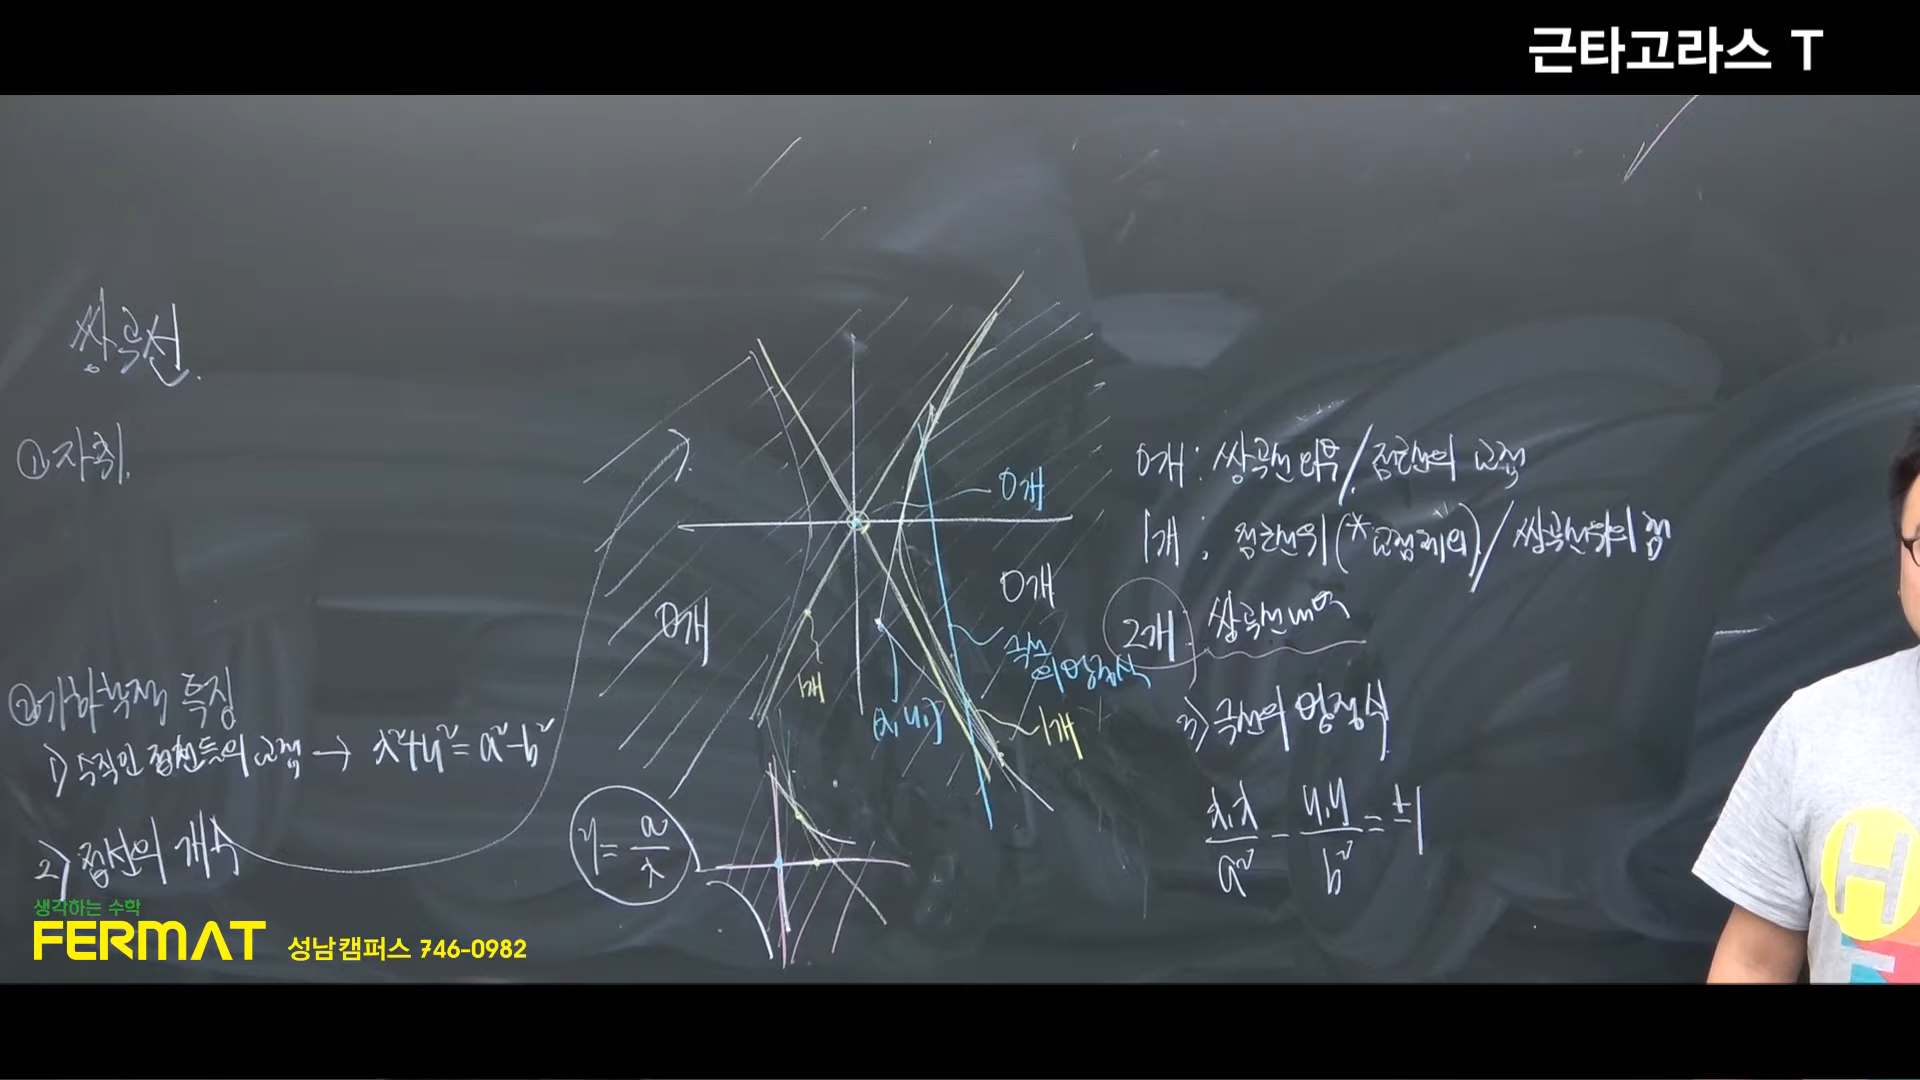 근타고라스 T
쌍곡선.
①자취.
②기하학적 특징
1) 수직인 접선들의 교점 → x²+y²=a²-b²
2) 접선의 개수
0개
0개
0개
1개
1개
(x₁y₁)
극선의 방정식
y=a/x
0개: 쌍곡선 외부/점근선의 교점
1개: 점근선위(*교점제외)/쌍곡선위의 점
2개: 쌍곡선 내역
3) 극선의 방정식
x₁x/a² - y₁y/b² = ±1
생각하는 수학
FERMAT 성남캠퍼스 746-0982
H